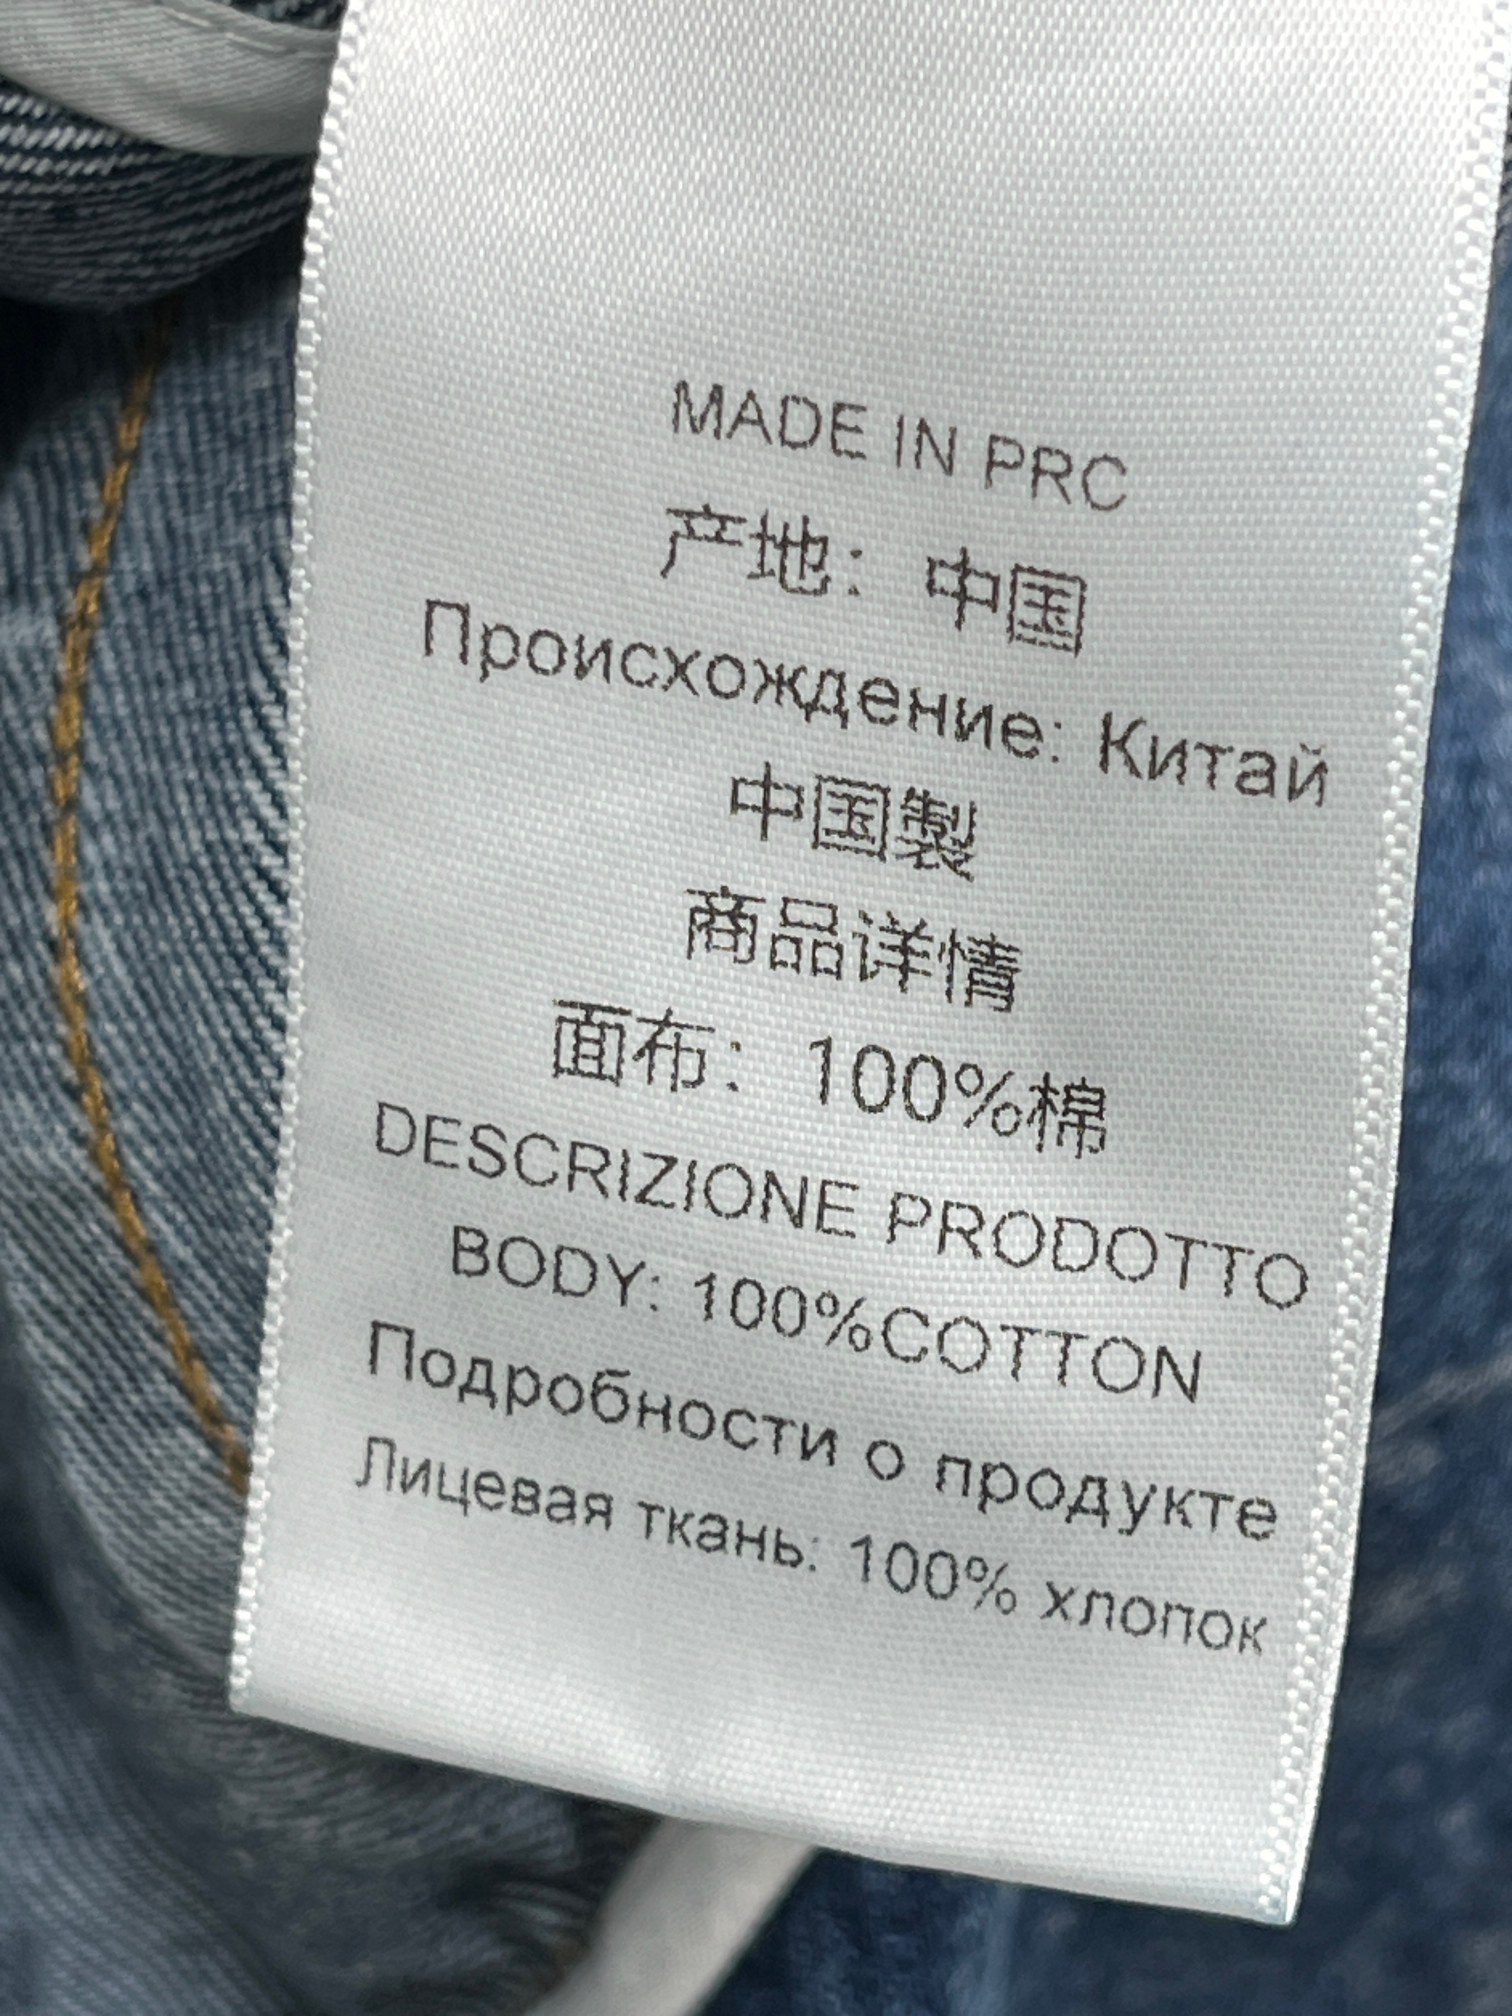 MADE IN PRC
产地：中国
Происхождение: Китай
中国製
商品详情
面布：100%棉
DESCRIZIONE PRODOTTO
BODY: 100%COTTON
Подробности о продукте
Лицевая ткань: 100% хлопок